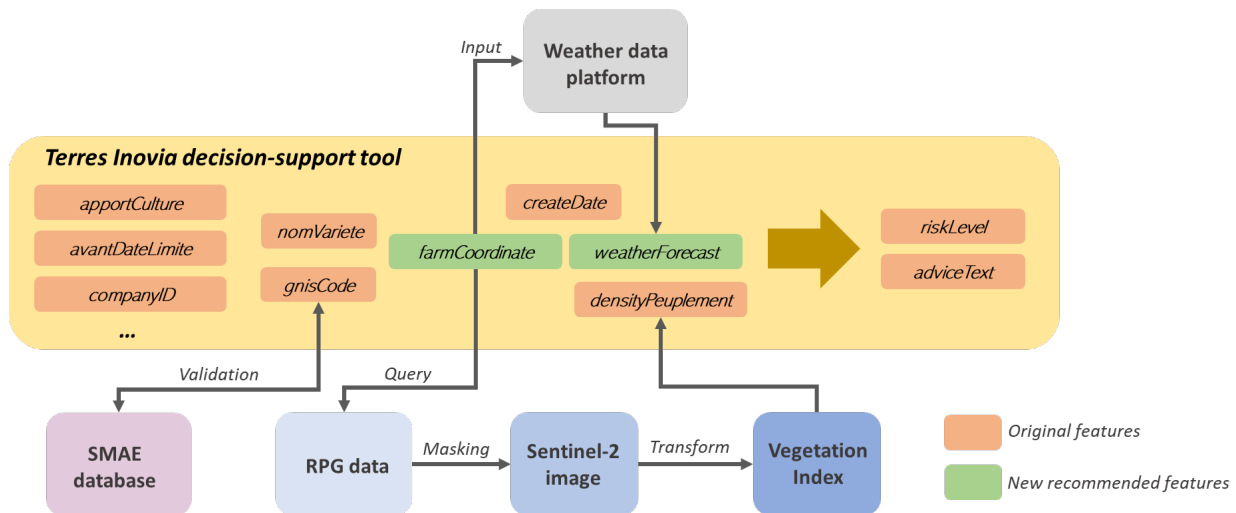 Input
Weather data
platform
Terres Inovia decision-support tool
apportCulture
avantDateLimite
companyID
...
nomVariete
gnisCode
createDate
farmCoordinate
weatherForecast
densityPeuplement
riskLevel
adviceText
Validation
Query
SMAE
database
RPG data
Masking
Sentinel-2
image
Transform
Vegetation
Index
Original features
New recommended features